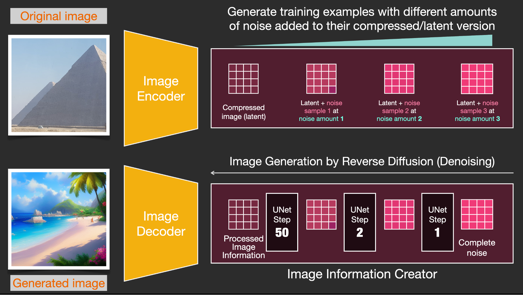 Original image
Generate training examples with different amounts
of noise added to their compressed/latent version
Image
Encoder
Compressed
image (latent)
Latent + noise
sample 1 at
noise amount 1
Latent + noise
sample 2 at
noise amount 2
Latent + noise
sample 3 at
noise amount 3
Image Generation by Reverse Diffusion (Denoising)
Image
Decoder
Processed
Image
Information
UNet
Step
50
UNet
Step
2
UNet
Step
1
Complete
noise
Generated image
Image Information Creator